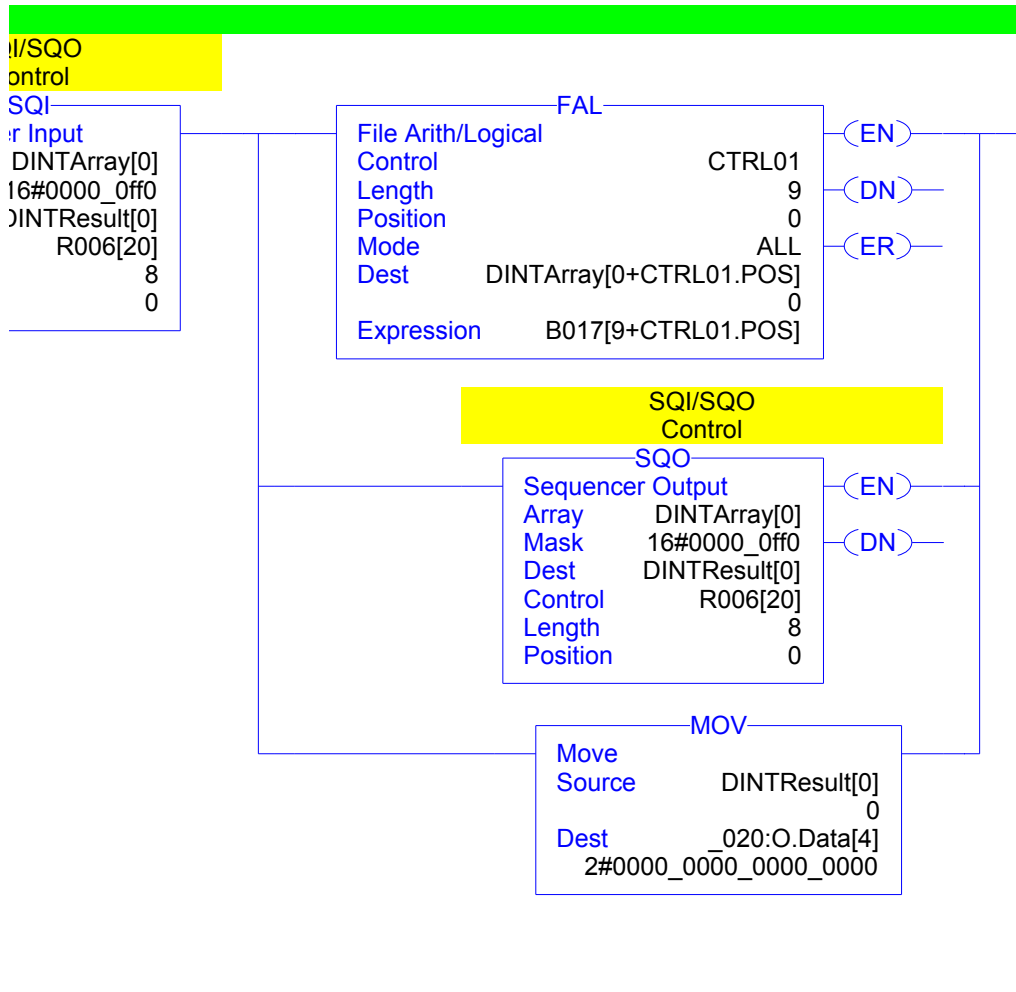 QI/SQO
ontrol
SQI
er Input
DINTArray[0]
16#0000_0ff0
DINTResult[0]
R006[20]
8
0
FAL
File Arith/Logical
Control CTRL01
Length 9
Position 0
Mode ALL
Dest DINTArray[0+CTRL01.POS]
0
Expression B017[9+CTRL01.POS]
EN
DN
ER
SQI/SQO
Control
SQO
Sequencer Output
Array DINTArray[0]
Mask 16#0000_0ff0
Dest DINTResult[0]
Control R006[20]
Length 8
Position 0
EN
DN
MOV
Move
Source DINTResult[0]
0
Dest _020:O.Data[4]
2#0000_0000_0000_0000